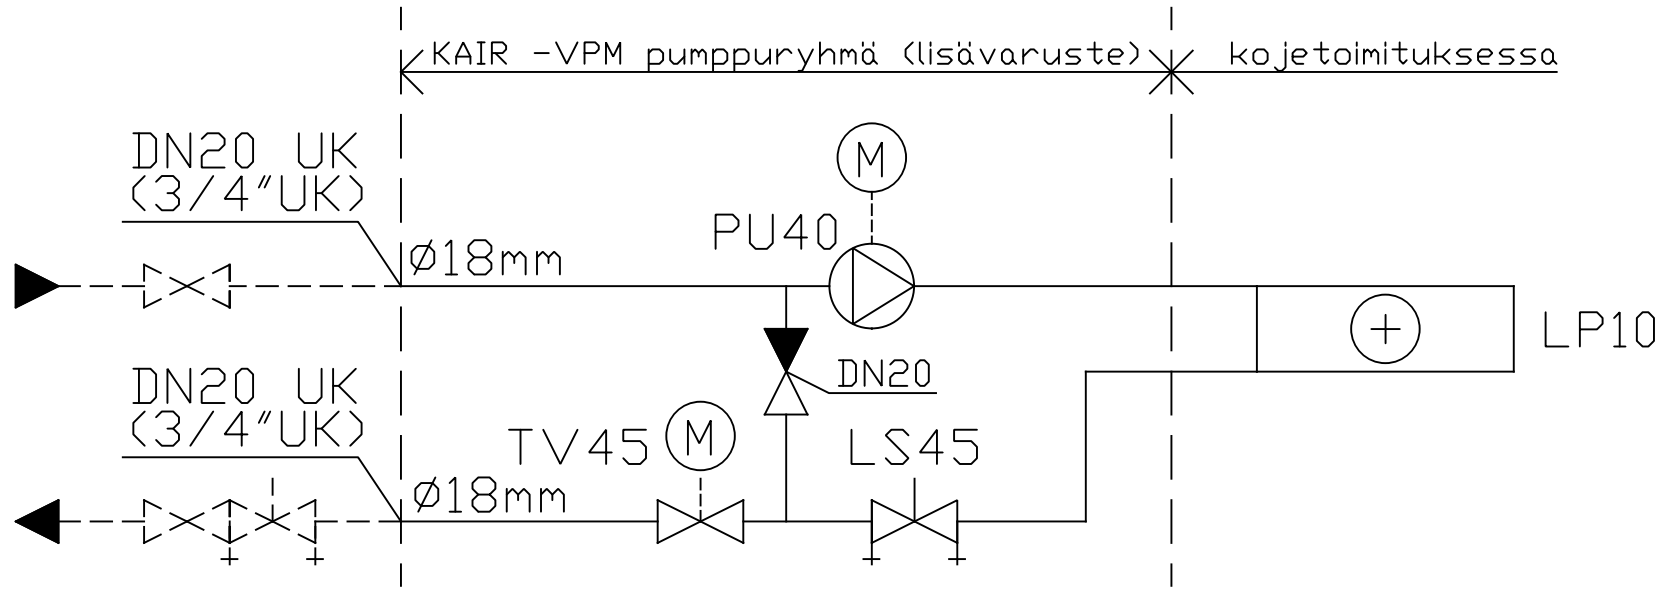 KAIR -VPM pumppuryhmä (lisävaruste)
kojetoimituksessa
DN20 UK
(3/4"UK)
M
PU40
Ø18mm
LP10
DN20
DN20 UK
(3/4"UK)
TV45
M
LS45
Ø18mm